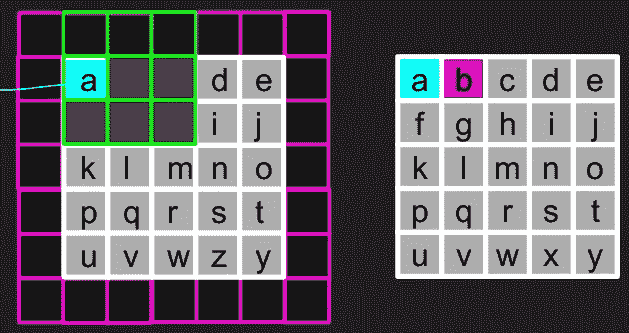 a d e
i j
k l m n o
p q r s t
u v w z y
a b c d e
f g h i j
k l m n o
p q r s t
u v w x y